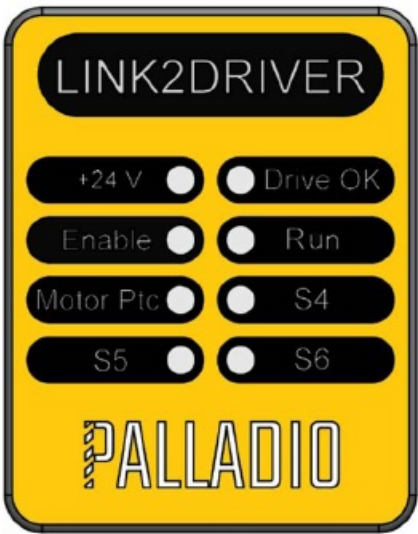 LINK2DRIVER
+24 V Drive OK
Enable Run
Motor Ptc S4
S5 S6
PALLADIO